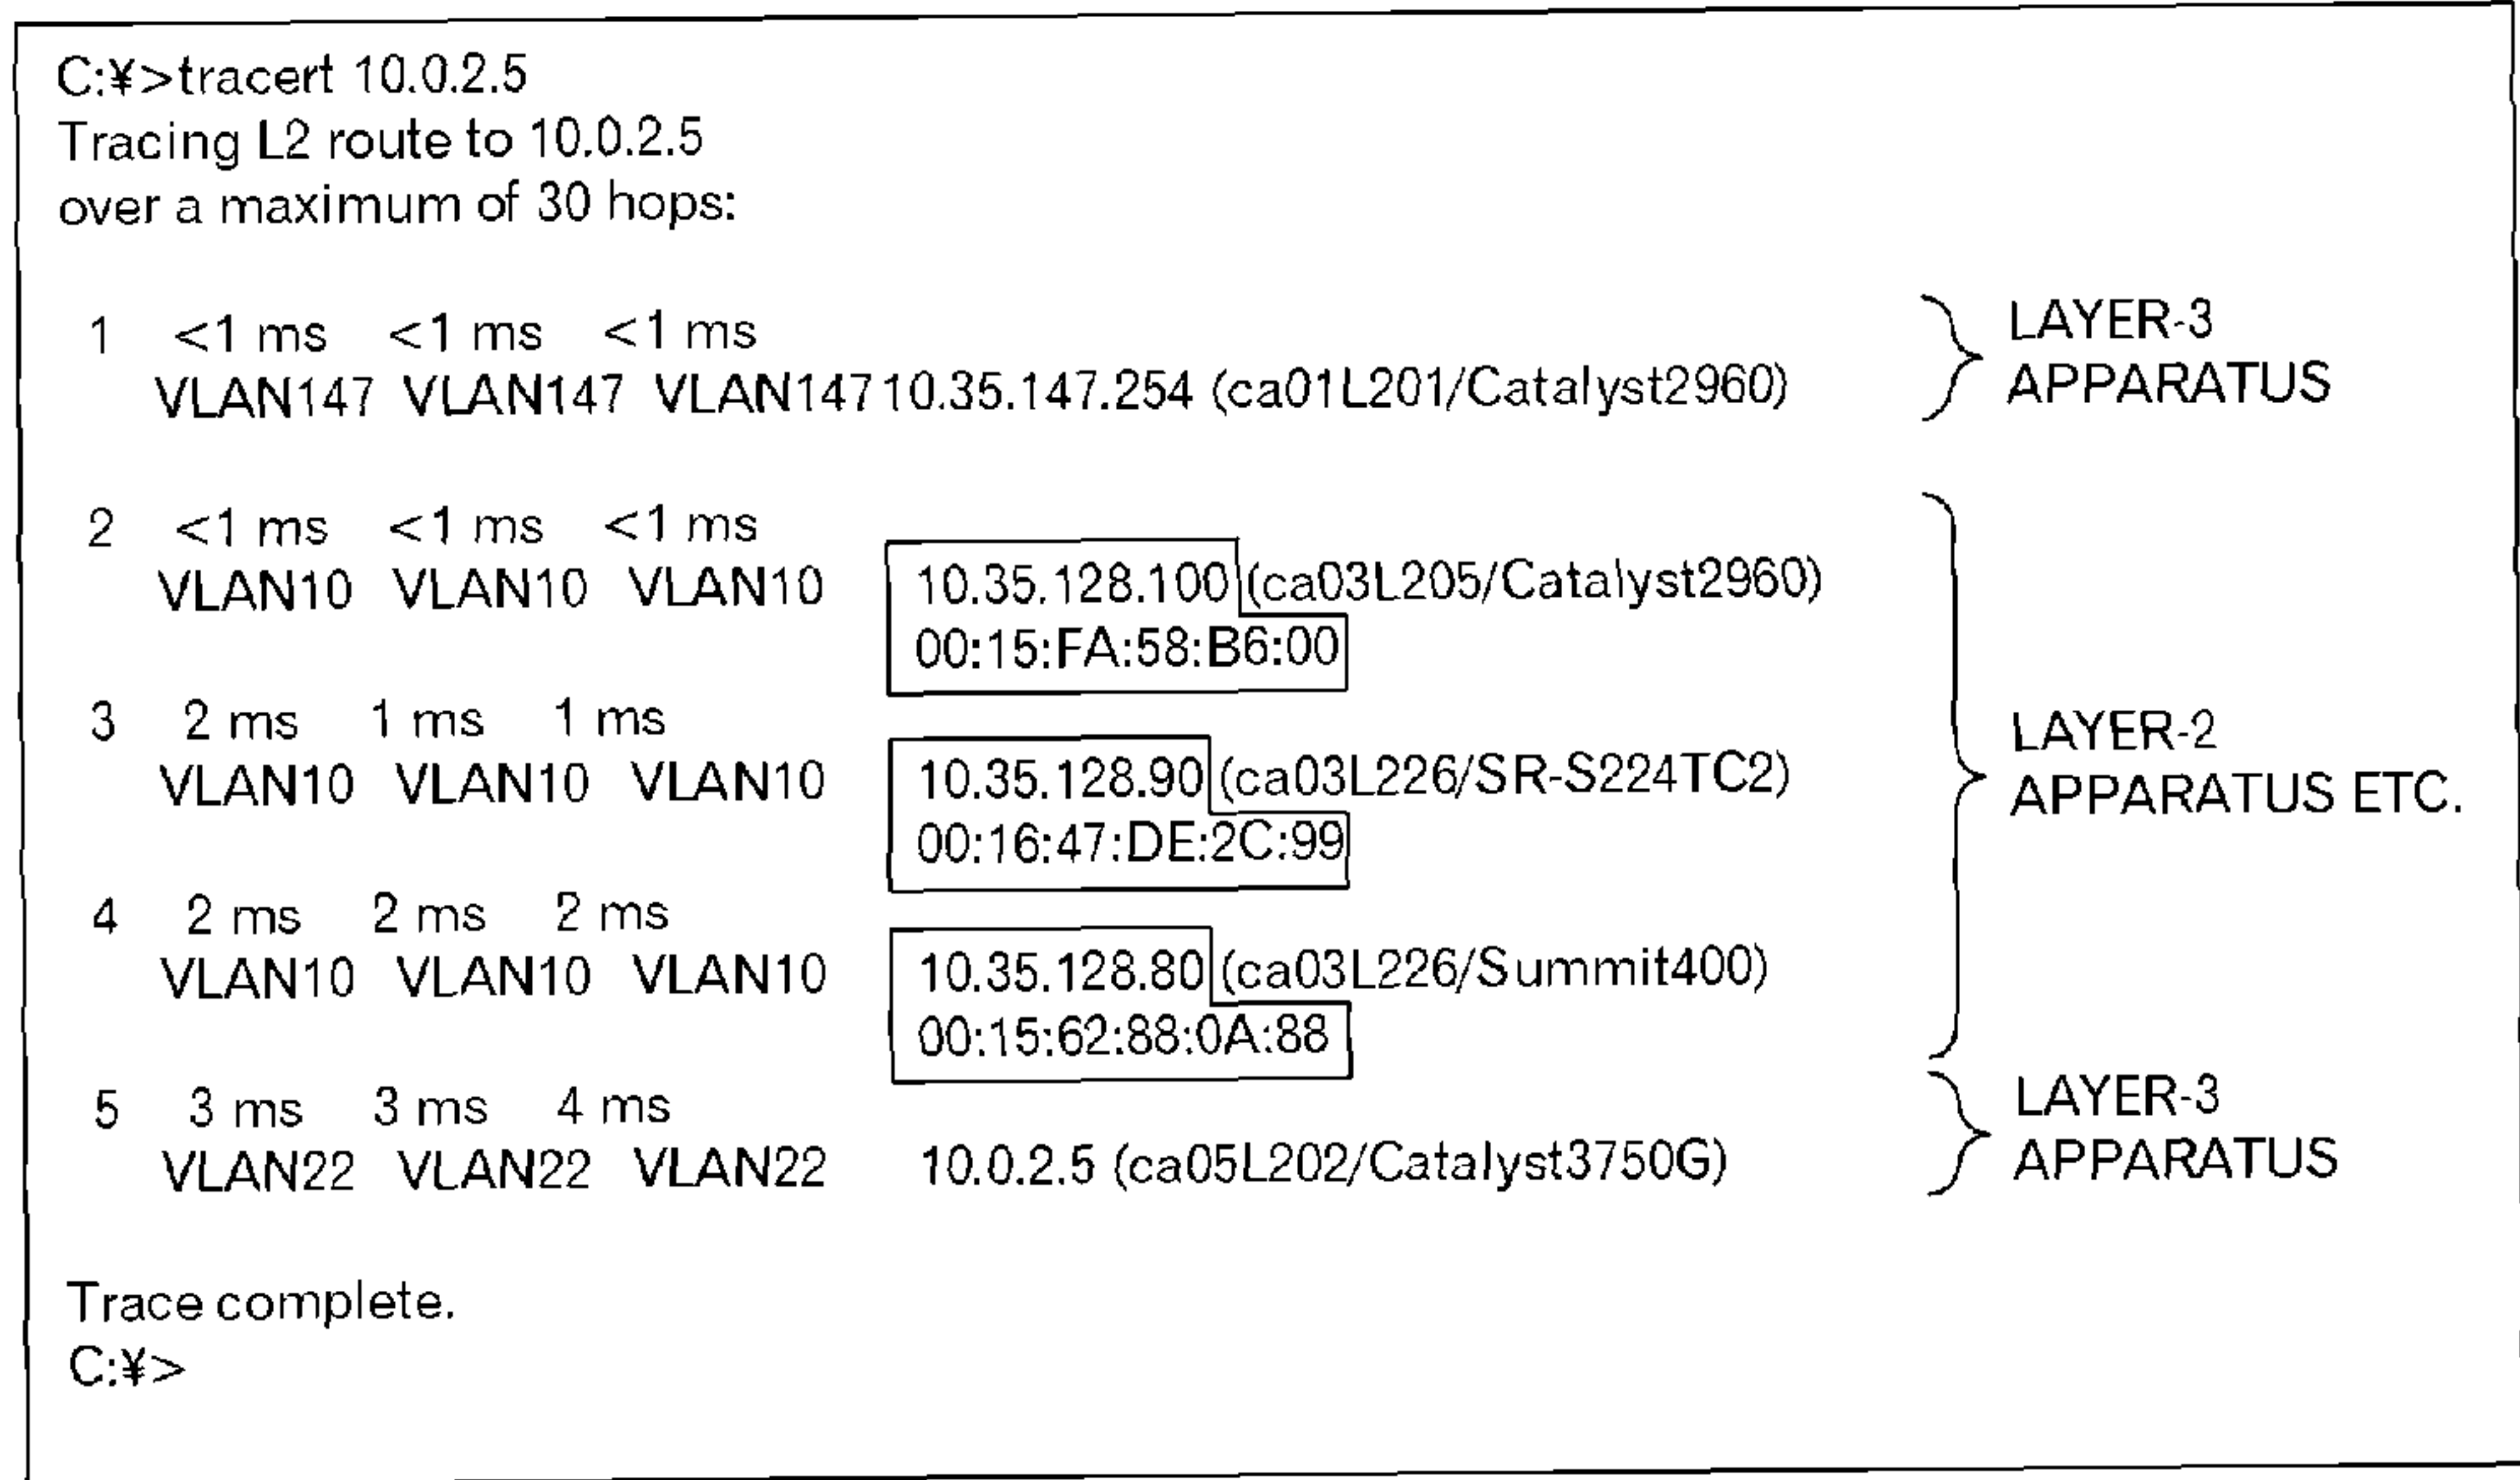 C:¥>tracert 10.0.2.5
Tracing L2 route to 10.0.2.5
over a maximum of 30 hops:
1 <1 ms <1 ms <1 ms
VLAN147 VLAN147 VLAN147 10.35.147.254 (ca01L201/Catalyst2960)
LAYER-3
APPARATUS
2 <1 ms <1 ms <1 ms
VLAN10 VLAN10 VLAN10 10.35.128.100 (ca03L205/Catalyst2960)
00:15:FA:58:B6:00
3 2 ms 1 ms 1 ms
VLAN10 VLAN10 VLAN10 10.35.128.90 (ca03L226/SR-S224TC2)
00:16:47:DE:2C:99
4 2 ms 2 ms 2 ms
VLAN10 VLAN10 VLAN10 10.35.128.80 (ca03L226/Summit400)
00:15:62:88:0A:88
LAYER-2
APPARATUS ETC.
5 3 ms 3 ms 4 ms
VLAN22 VLAN22 VLAN22 10.0.2.5 (ca05L202/Catalyst3750G)
LAYER-3
APPARATUS
Trace complete.
C:¥>